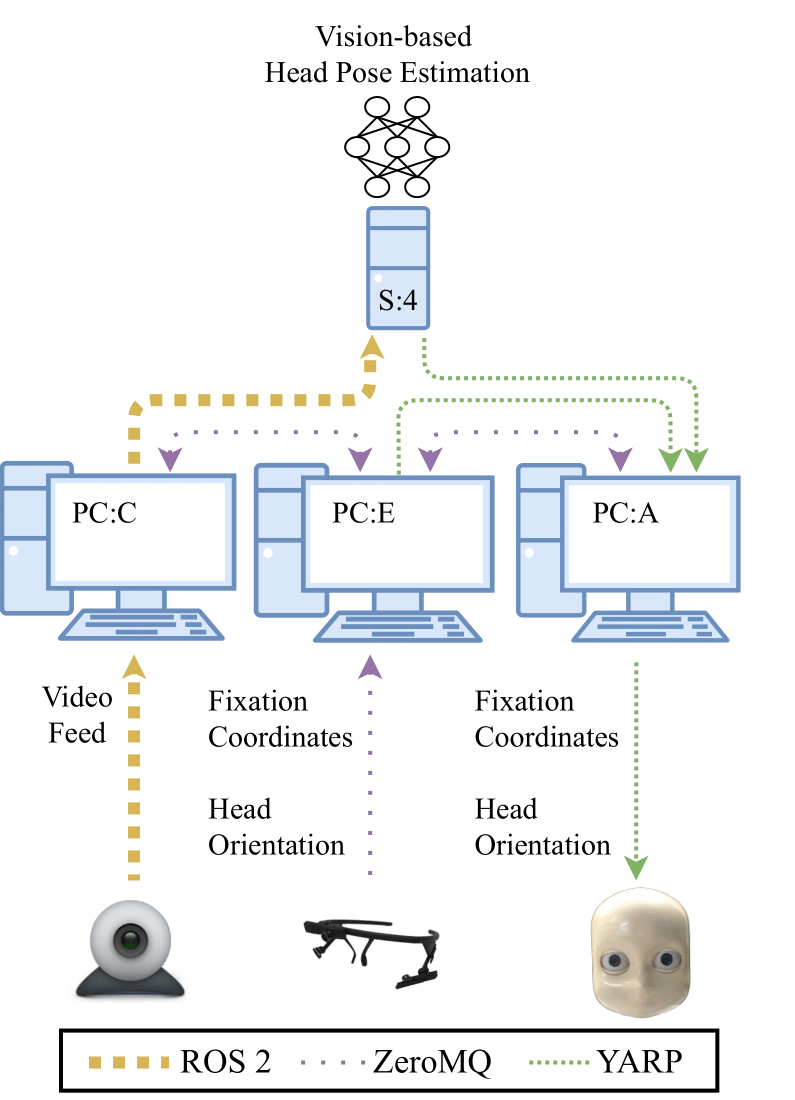 Vision-based
Head Pose Estimation
S:4
PC:C
PC:E
PC:A
Video
Feed
Fixation
Coordinates
Head
Orientation
Fixation
Coordinates
Head
Orientation
ROS 2
ZeroMQ
YARP